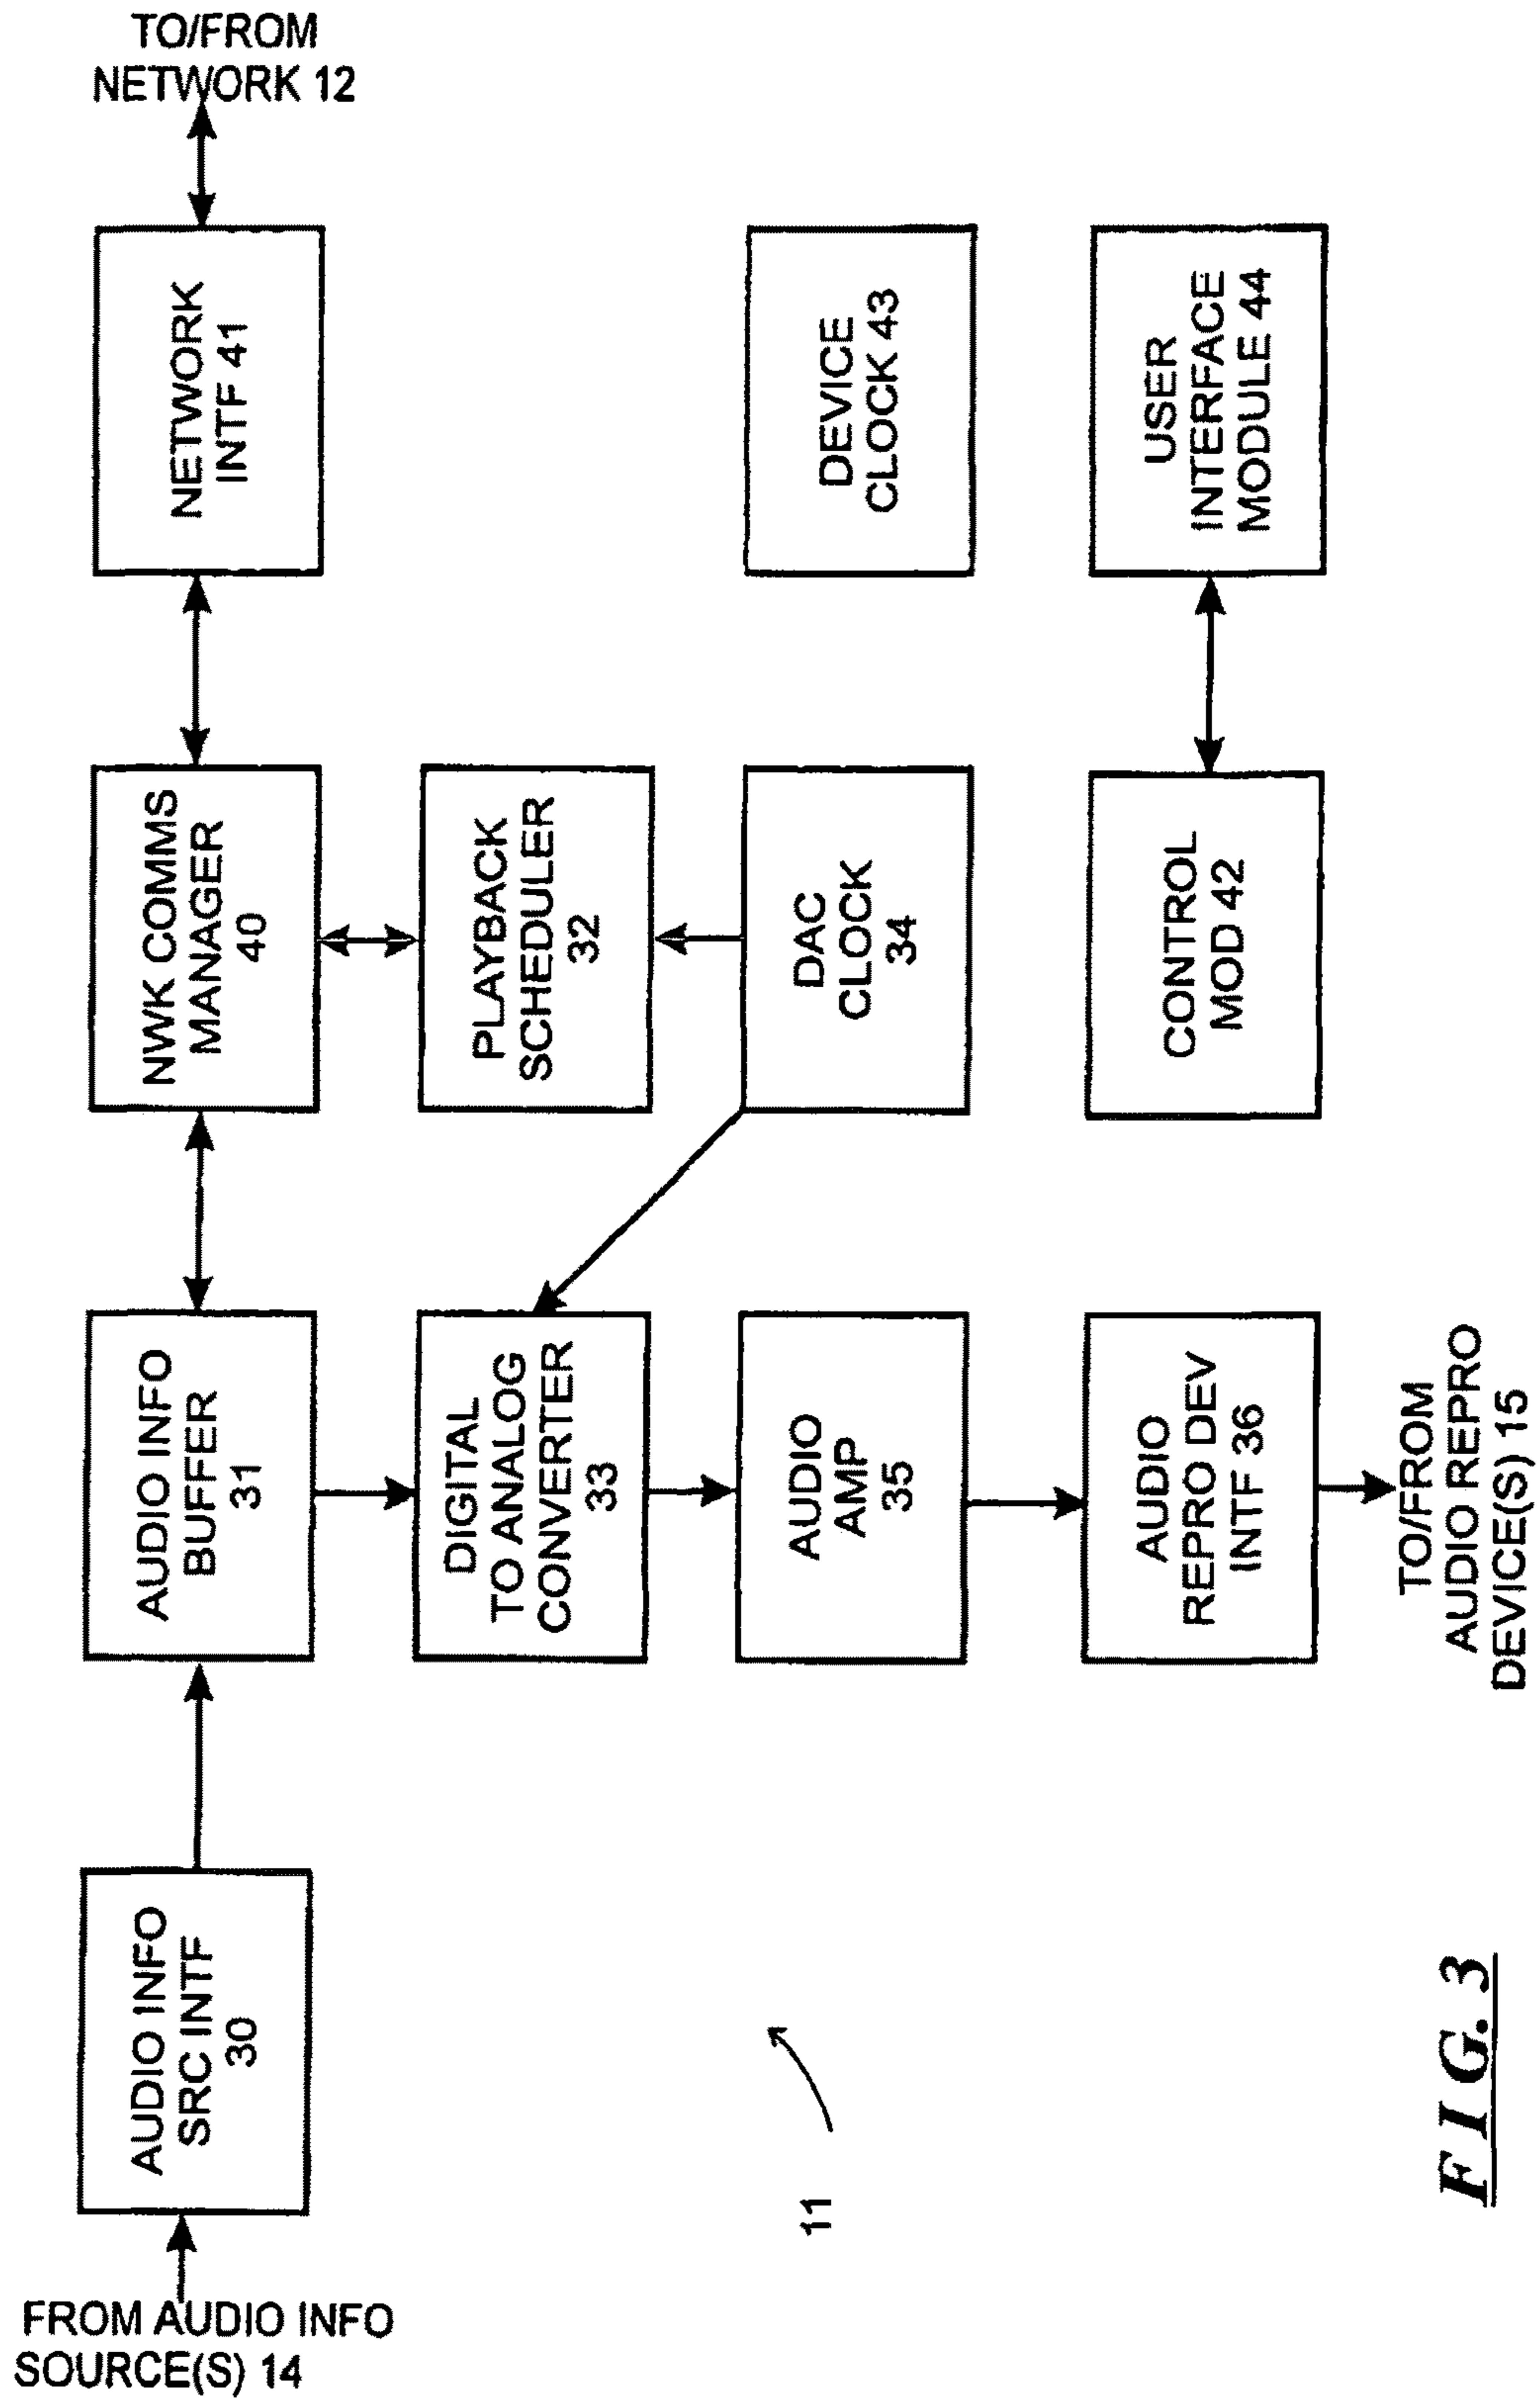 TO/FROM
NETWORK 12
NETWORK
INTF 41
DEVICE
CLOCK 43
USER
INTERFACE
MODULE 44
NWK COMMS
MANAGER
40
PLAYBACK
SCHEDULER
32
DAC
CLOCK
34
CONTROL
MOD 42
AUDIO INFO
BUFFER
31
DIGITAL
TO ANALOG
CONVERTER
33
AUDIO
AMP
35
AUDIO
REPRO DEV
INTF 36
TO/FROM
AUDIO REPRO
DEVICE(S) 15
AUDIO INFO
SRC INTF
30
11
FROM AUDIO INFO
SOURCE(S) 14
FIG. 3